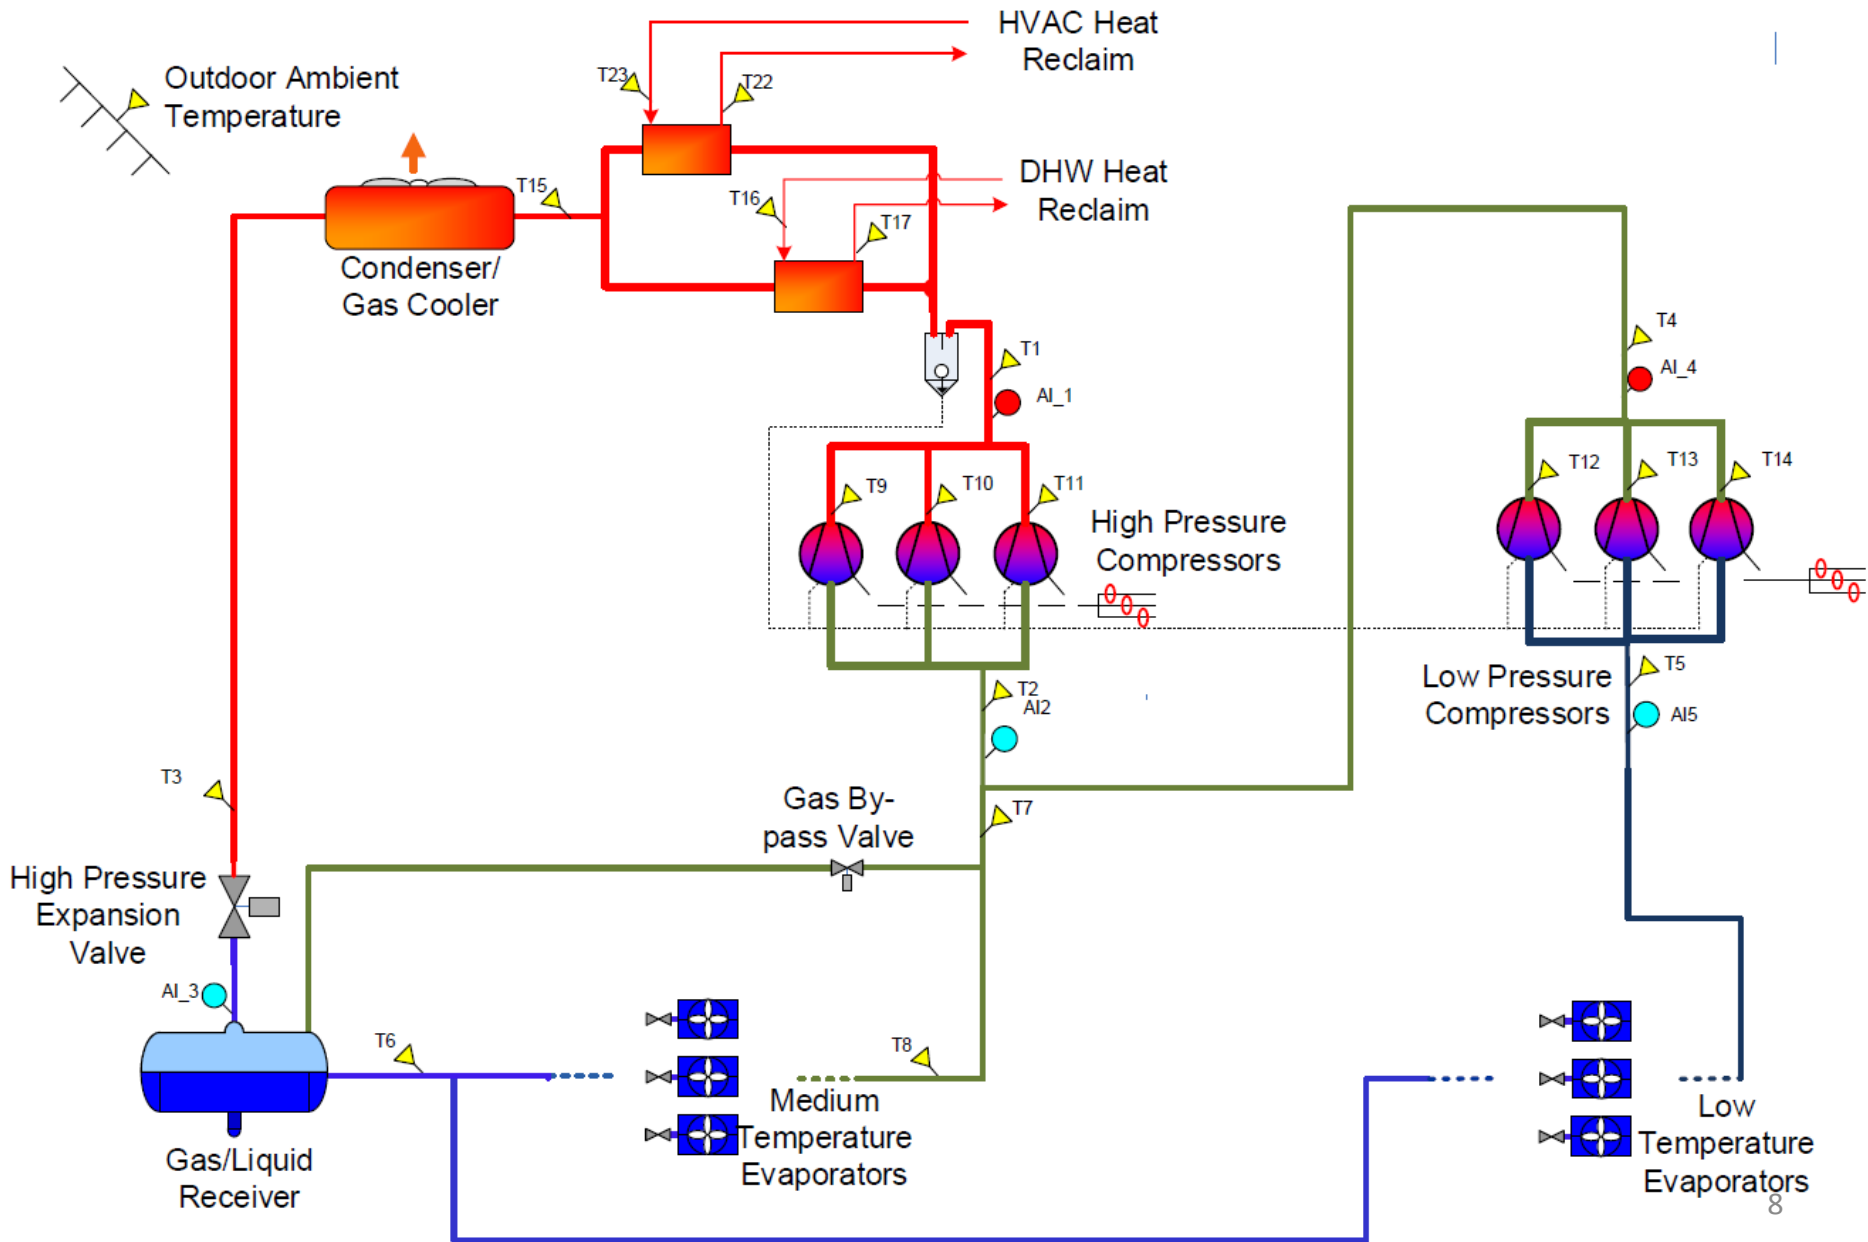 HVAC Heat
Reclaim
Outdoor Ambient
Temperature
T23
T22
DHW Heat
Reclaim
T15
T16
T17
Condenser/
Gas Cooler
T1
AI_1
T4
AI_4
T9
T10
T11
High Pressure
Compressors
T12
T13
T14
T2
AI2
T5
AI5
Low Pressure
Compressors
T3
Gas By-
pass Valve
T7
High Pressure
Expansion
Valve
AI_3
T6
T8
Gas/Liquid
Receiver
Medium
Temperature
Evaporators
Low
Temperature
Evaporators
8